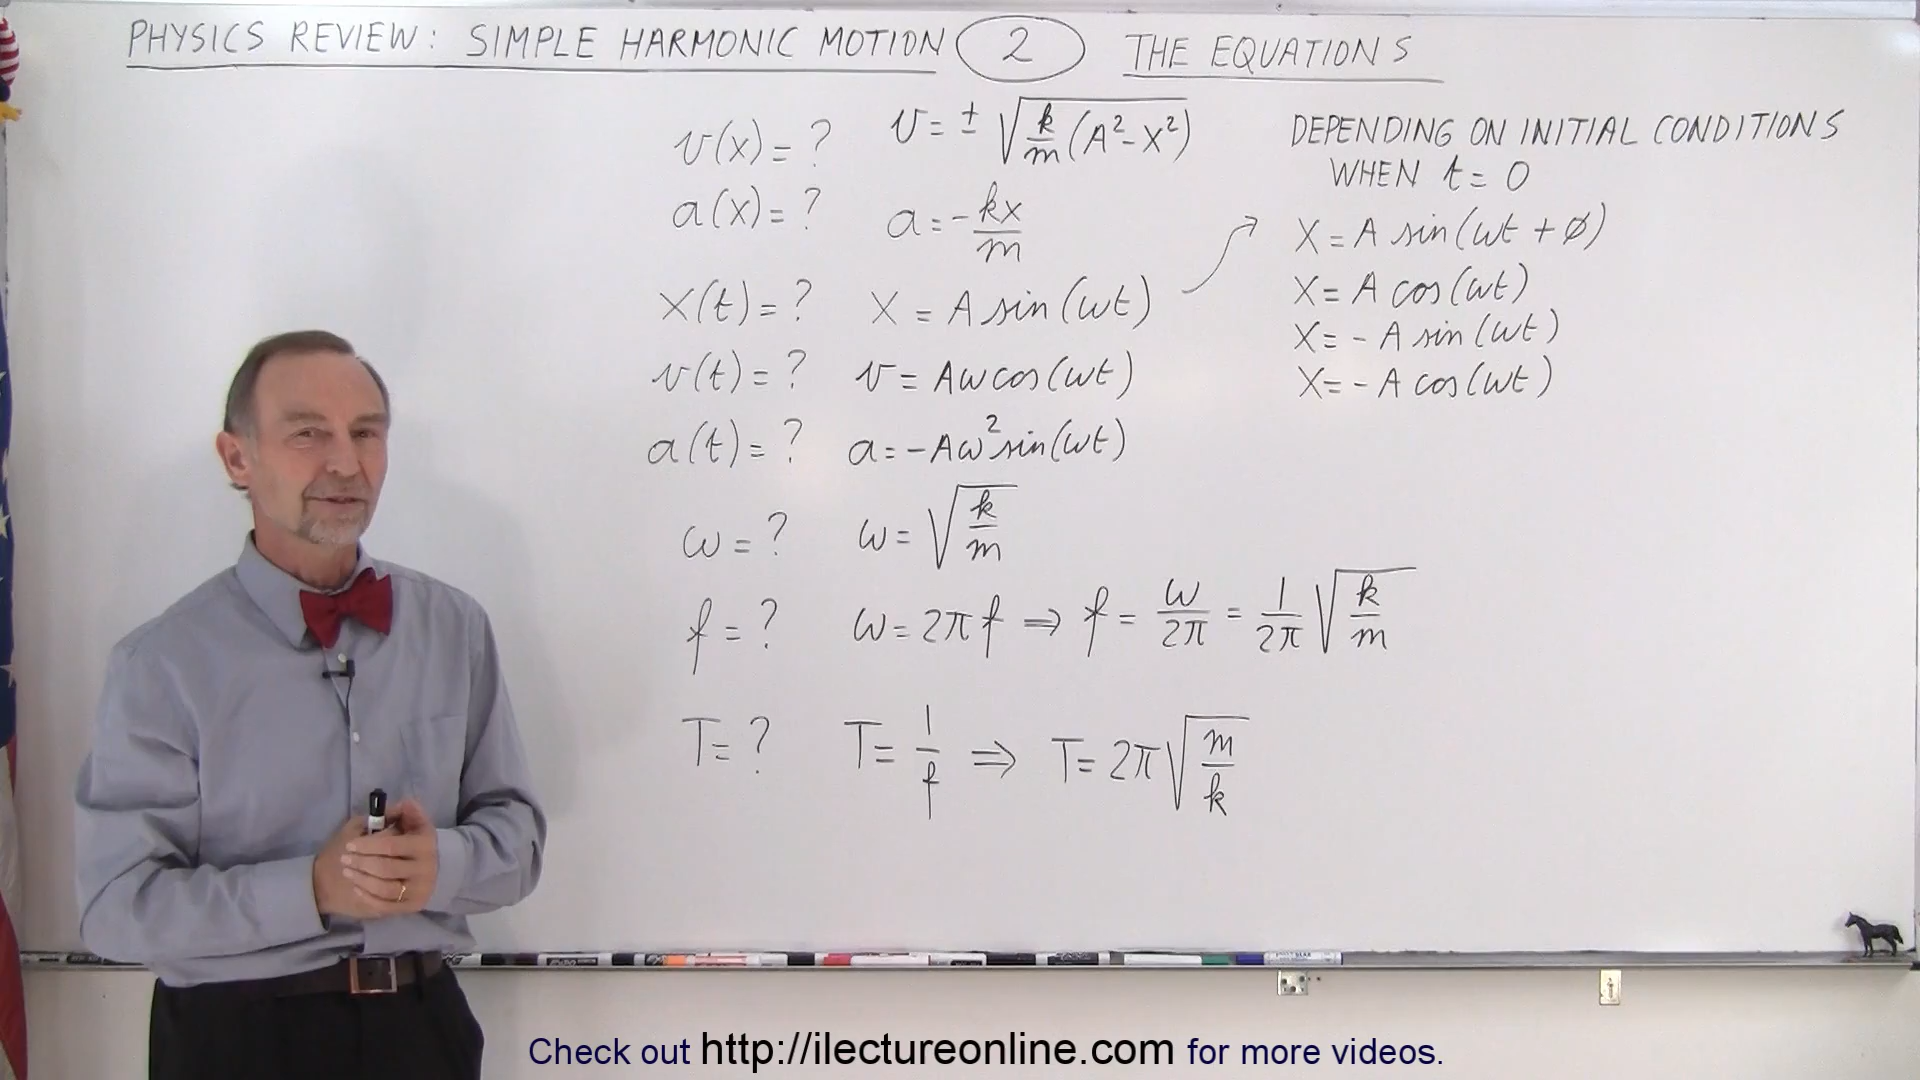 PHYSICS REVIEW: SIMPLE HARMONIC MOTION 2 THE EQUATIONS
v(x) = ? v = ± √(k/m (A² - x²))
a(x) = ? a = - kx/m
x(t) = ? x = A sin(ωt)
v(t) = ? v = Aω cos(ωt)
a(t) = ? a = -Aω² sin(ωt)
ω = ? ω = √(k/m)
f = ? ω = 2π f ⇒ f = ω/2π = 1/2π √(k/m)
T = ? T = 1/f ⇒ T = 2π √(m/k)
DEPENDING ON INITIAL CONDITIONS
WHEN t = 0
X = A sin(ωt + ø)
X = A cos(ωt)
X = - A sin(ωt)
X = - A cos(ωt)
Check out http://ilectureonline.com for more videos.